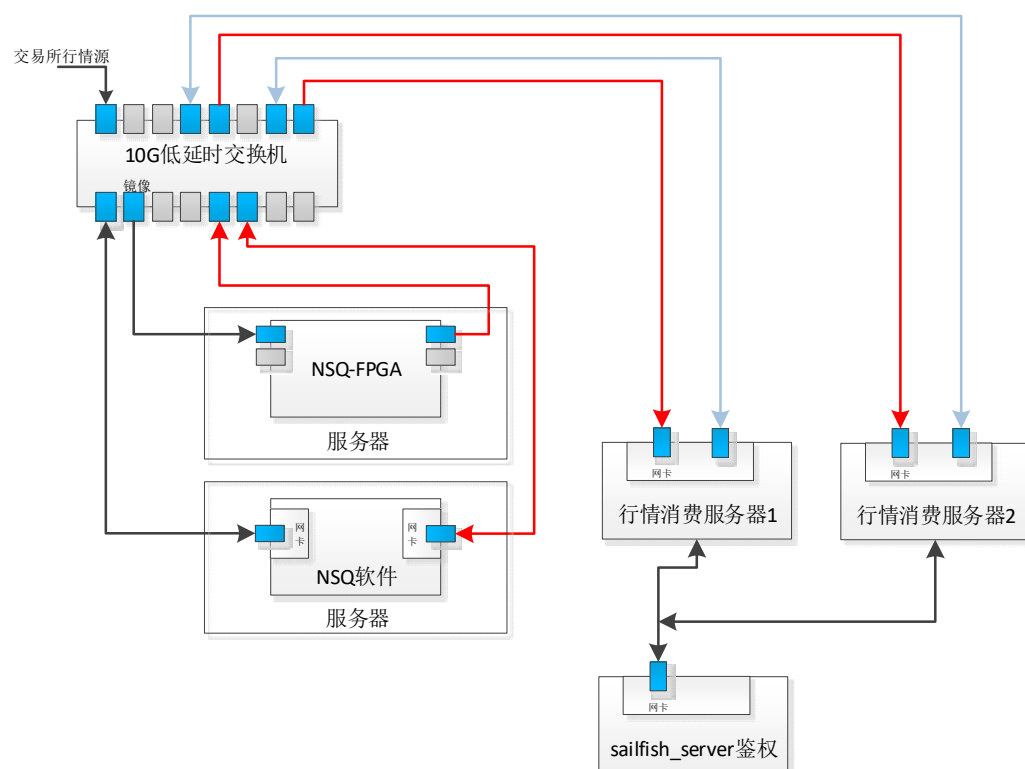 交易所行情源
10G低延时交换机
镜像
NSQ-FPGA
服务器
网卡
网卡
NSQ软件
服务器
网卡
行情消费服务器1
网卡
行情消费服务器2
网卡
sailfish_server鉴权